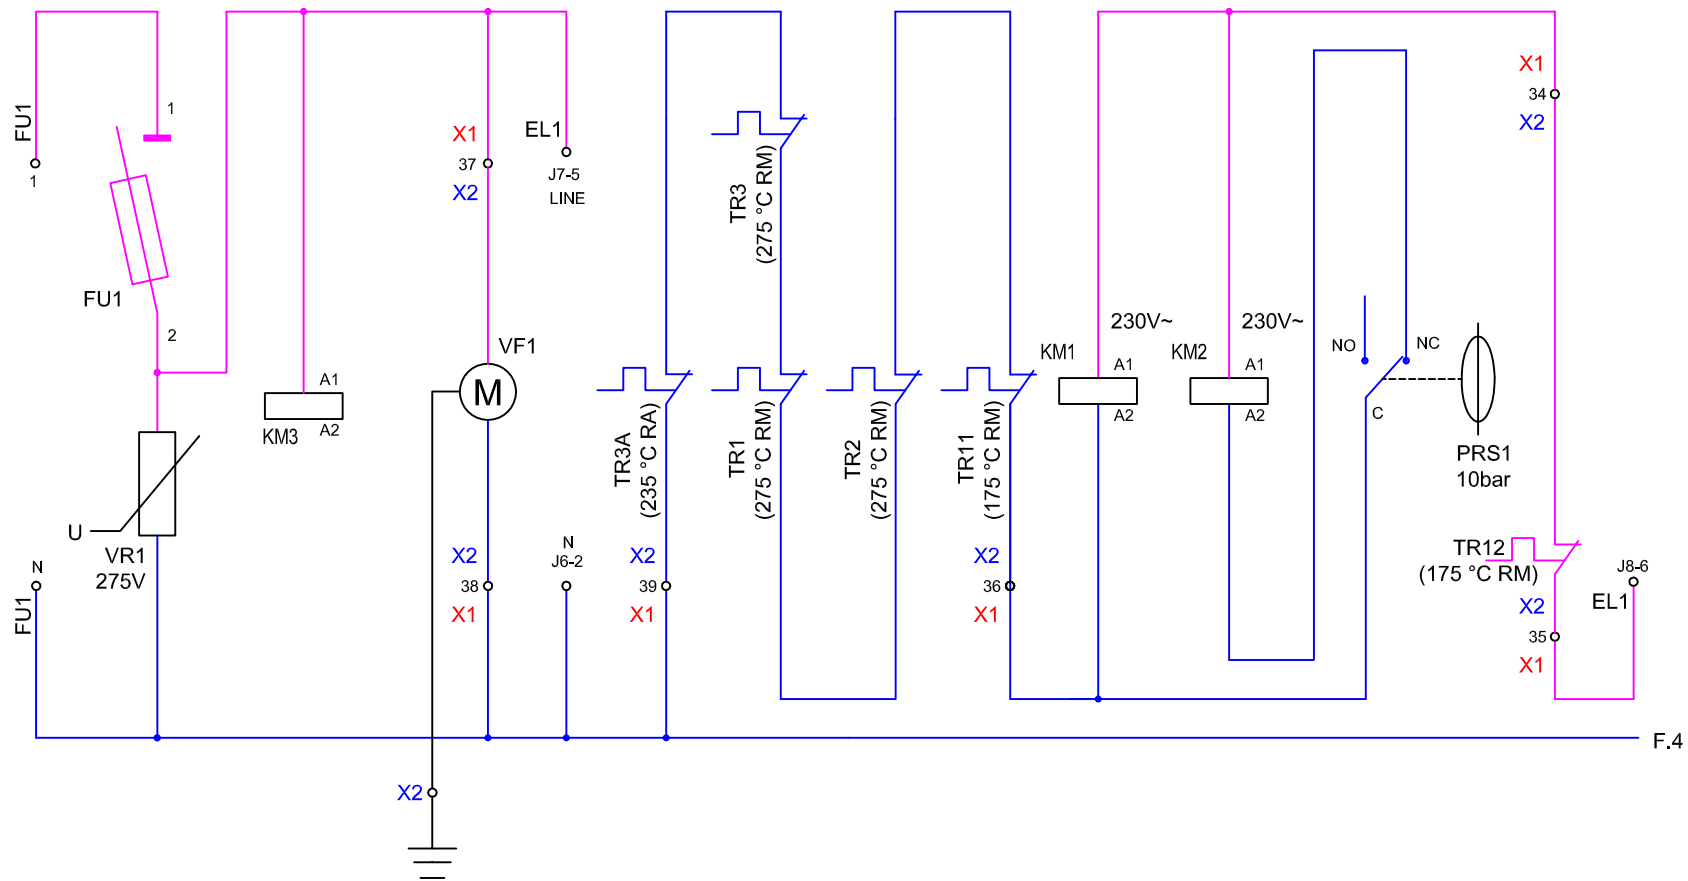 FU1
1
1
FU1
2
U
VR1
275V
N
FU1
A1
A2
KM3
X1
37
X2
EL1
J7-5
LINE
VF1
M
X2
38
X1
N
J6-2
X2
TR3A
(235 °C RA)
X2
39
X1
TR3
(275 °C RM)
TR1
(275 °C RM)
TR2
(275 °C RM)
TR11
(175 °C RM)
X2
36
X1
230V~
KM1
A1
A2
230V~
KM2
A1
A2
NO
NC
C
PRS1
10bar
X1
34
X2
TR12
(175 °C RM)
X2
35
X1
J8-6
EL1
F.4